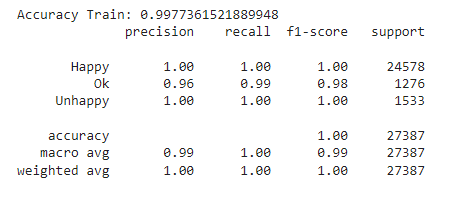 Accuracy Train: 0.9977361521889948
precision recall f1-score support
Happy 1.00 1.00 1.00 24578
Ok 0.96 0.99 0.98 1276
Unhappy 1.00 1.00 1.00 1533
accuracy 1.00 27387
macro avg 0.99 1.00 0.99 27387
weighted avg 1.00 1.00 1.00 27387